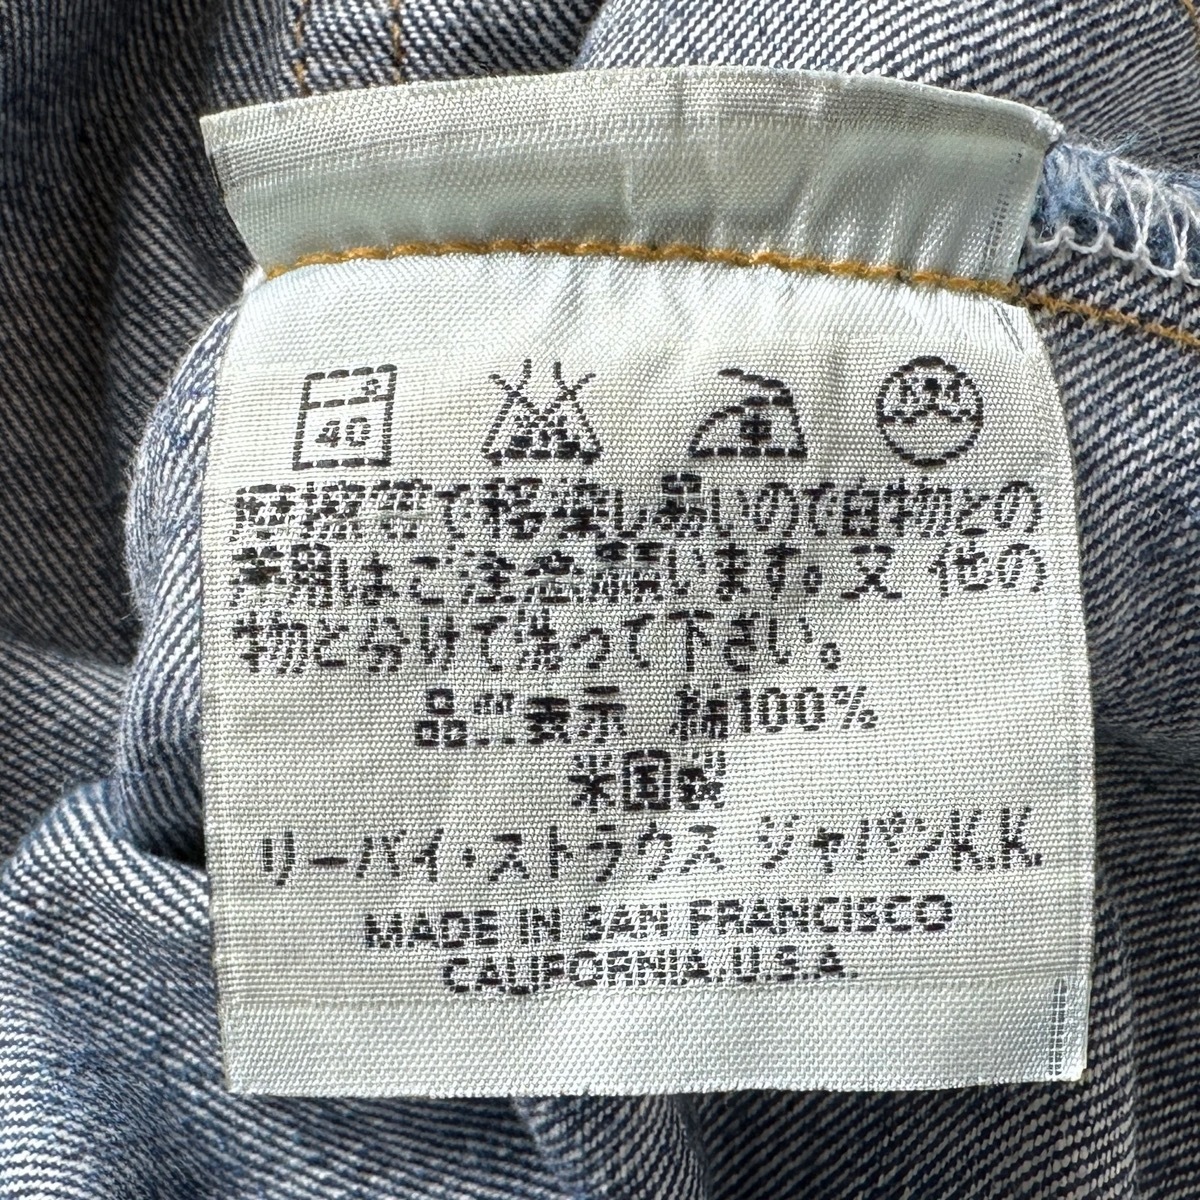 40
摩擦等で移染し易いので白物との
着用はご注意願います。又 他の
物と分けて洗って下さい。
品質表示 綿100%
米国製
リーバイ・ストラウス ジャパンK.K.
MADE IN SAN FRANCISCO
CALIFORNIA.U.S.A.